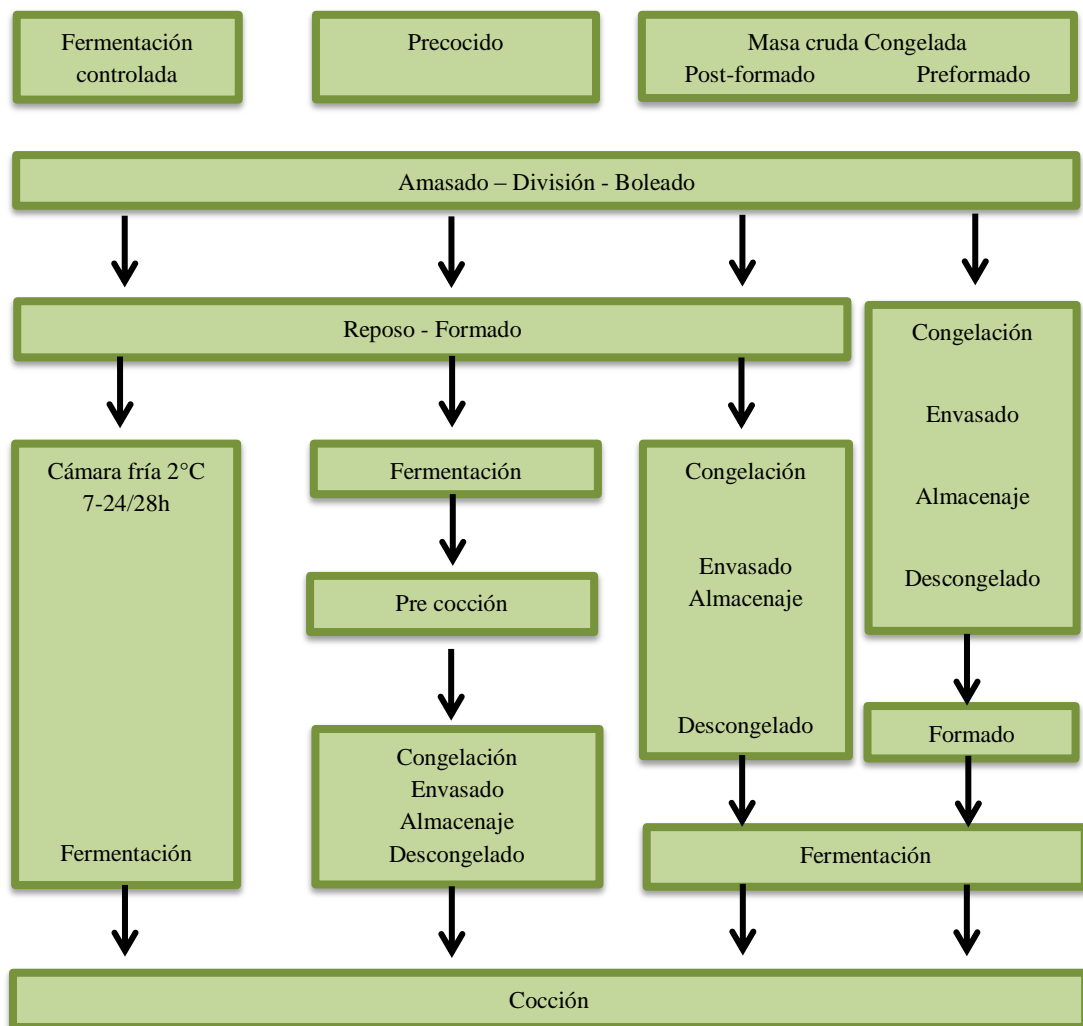 Fermentación
controlada
Precocido
Masa cruda Congelada
Post-formado Preformado
Amasado – División - Boleado
Reposo - Formado
Cámara fría 2°C
7-24/28h
Fermentación
Fermentación
Pre cocción
Congelación
Envasado
Almacenaje
Descongelado
Congelación
Envasado
Almacenaje
Descongelado
Congelación
Envasado
Almacenaje
Descongelado
Formado
Fermentación
Cocción